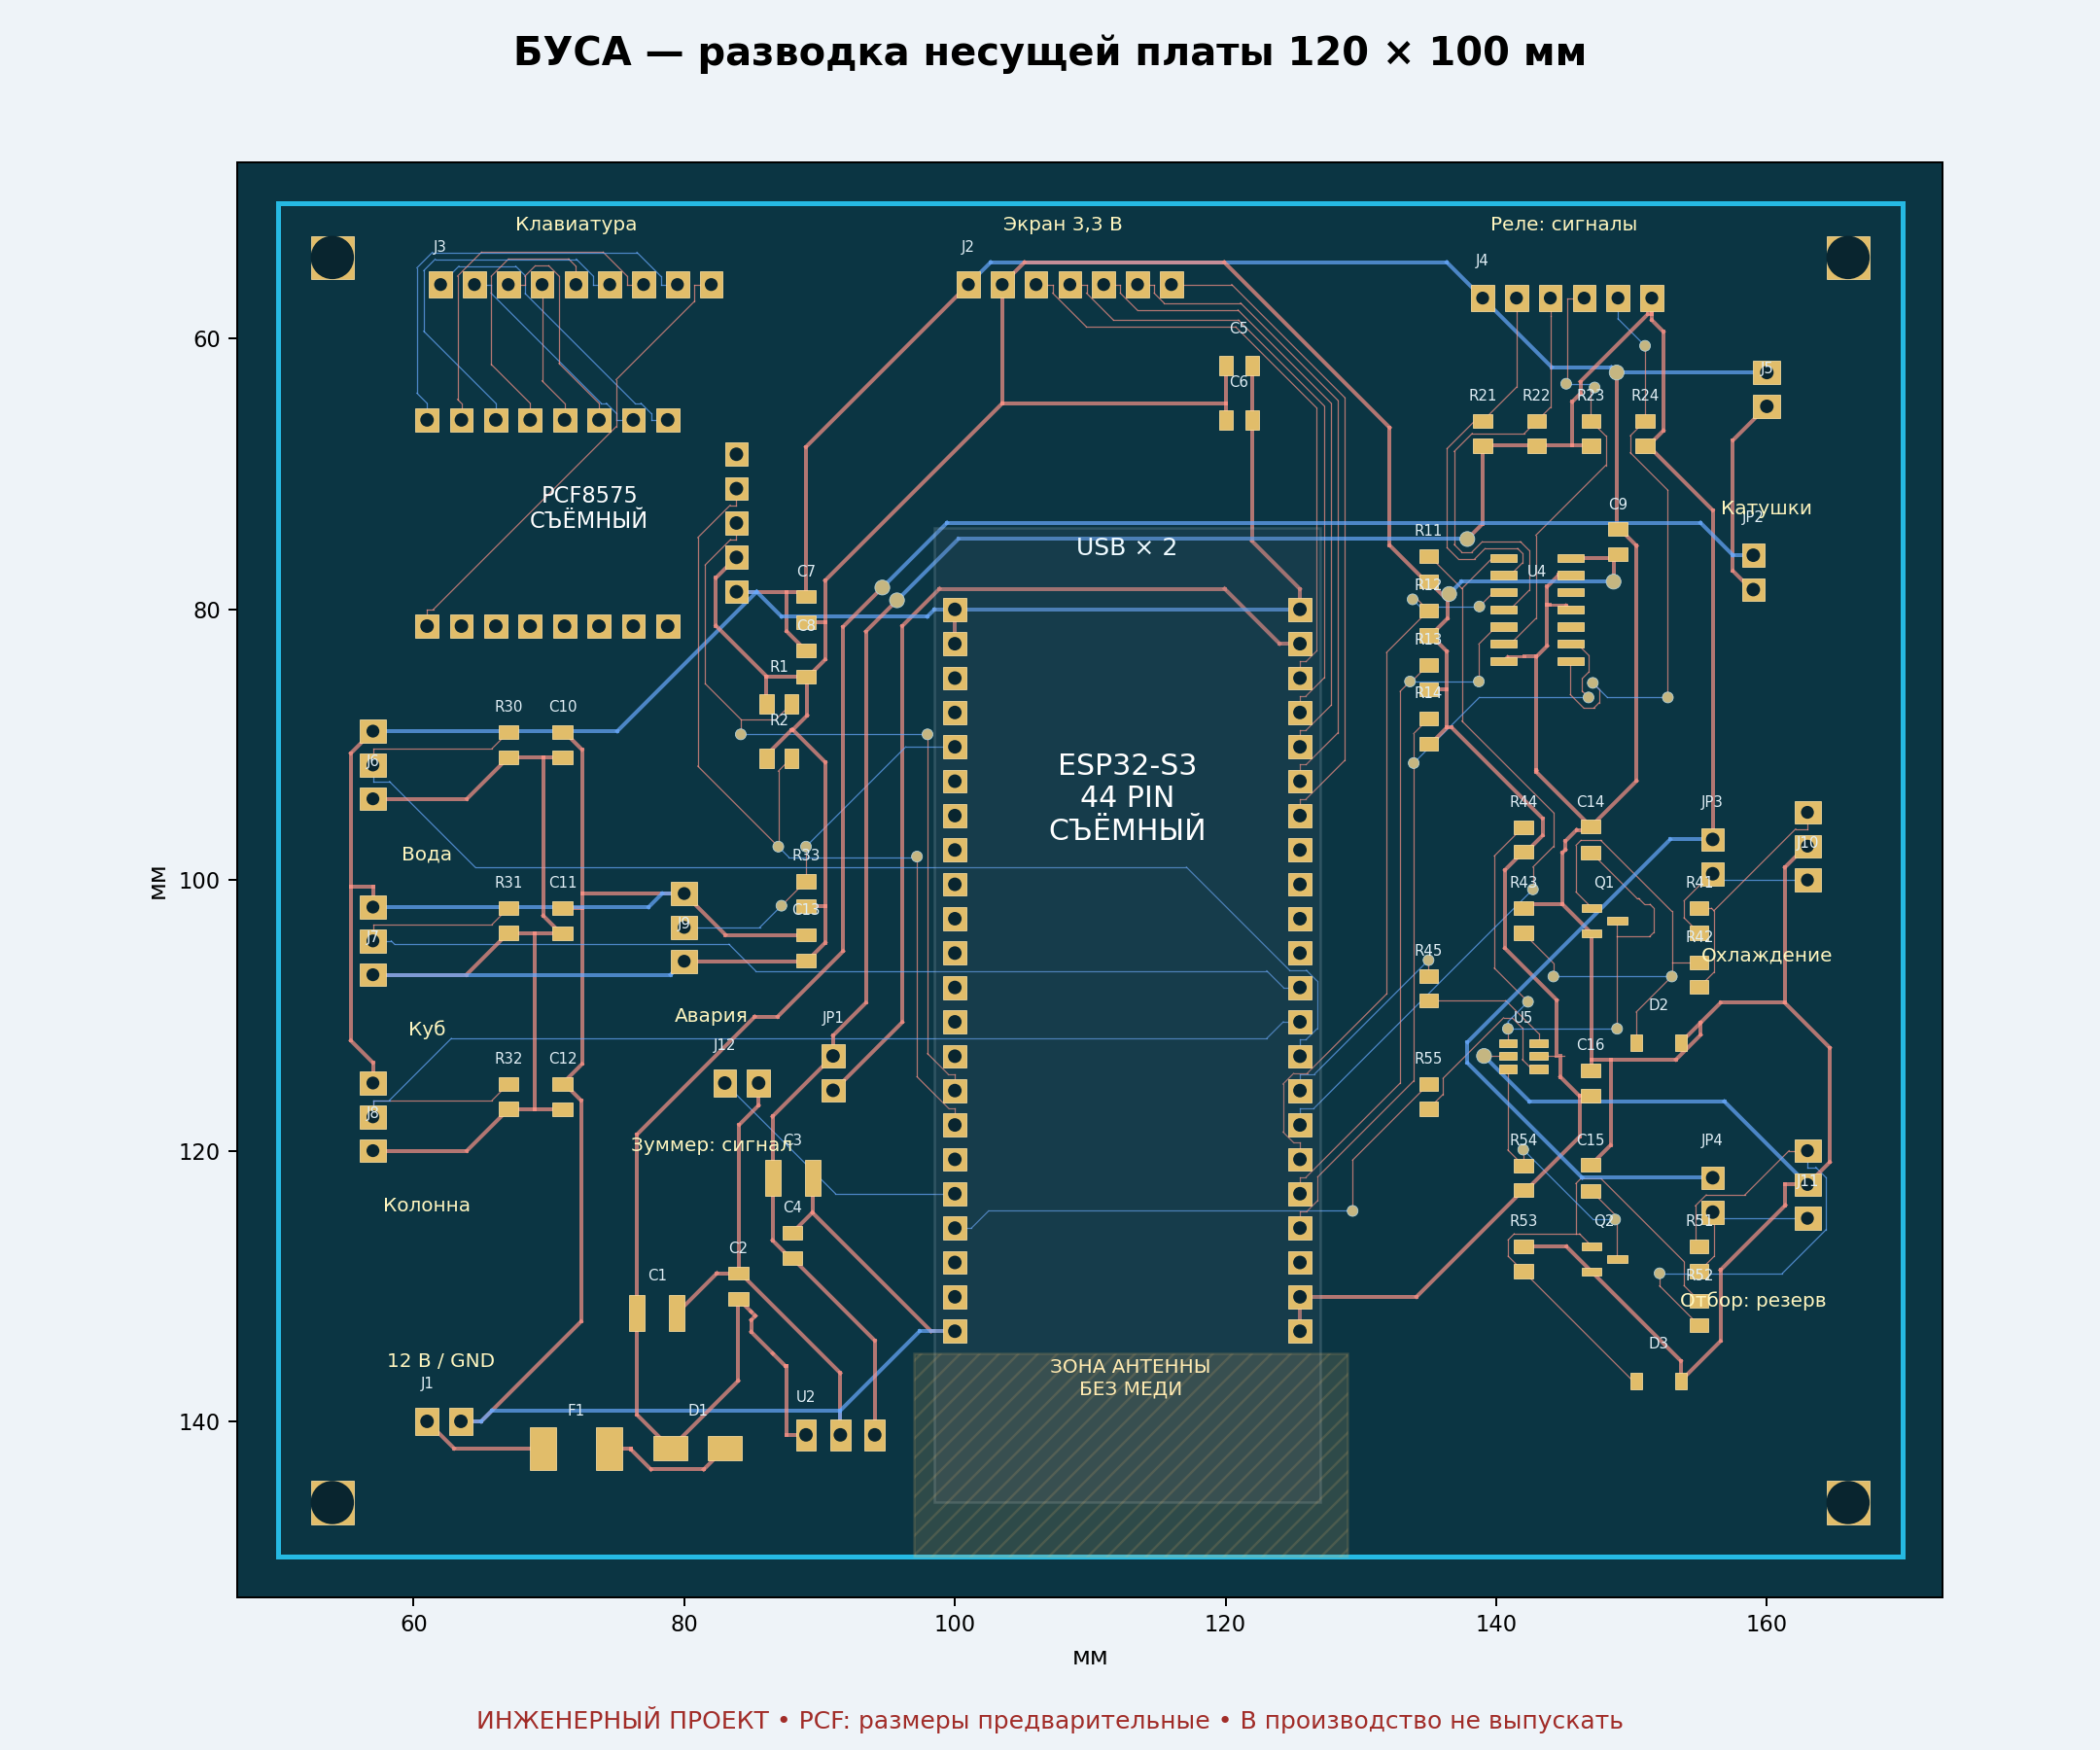 БУСА — разводка несущей платы 120 × 100 мм
Клавиатура
Экран 3,3 В
Реле: сигналы
J3
J2
J4
C5
60
J5
C6
R21
R22
R23
R24
PCF8575
СЪЁМНЫЙ
C9
Катушки
JP2
R11
USB × 2
C7
U4
80
R12
C8
R13
R1
R14
R30
C10
R2
J6
ESP32-S3
44 PIN
СЪЁМНЫЙ
R44
C14
JP3
J10
Вода
R33
мм
100
R31
C11
R43
Q1
R41
C13
J9
J7
R42
R45
Охлаждение
Куб
Авария
JP1
D2
U5
J12
R32
C12
R55
C16
J8
120
Зуммер: сигнал
C3
R54
C15
JP4
J11
Колонна
C4
R53
Q2
R51
C2
C1
R52
Отбор: резерв
12 В / GND
D3
ЗОНА АНТЕННЫ
БЕЗ МЕДИ
J1
F1
D1
U2
140
60
80
100
120
140
160
мм
ИНЖЕНЕРНЫЙ ПРОЕКТ • PCF: размеры предварительные • В производство не выпускать